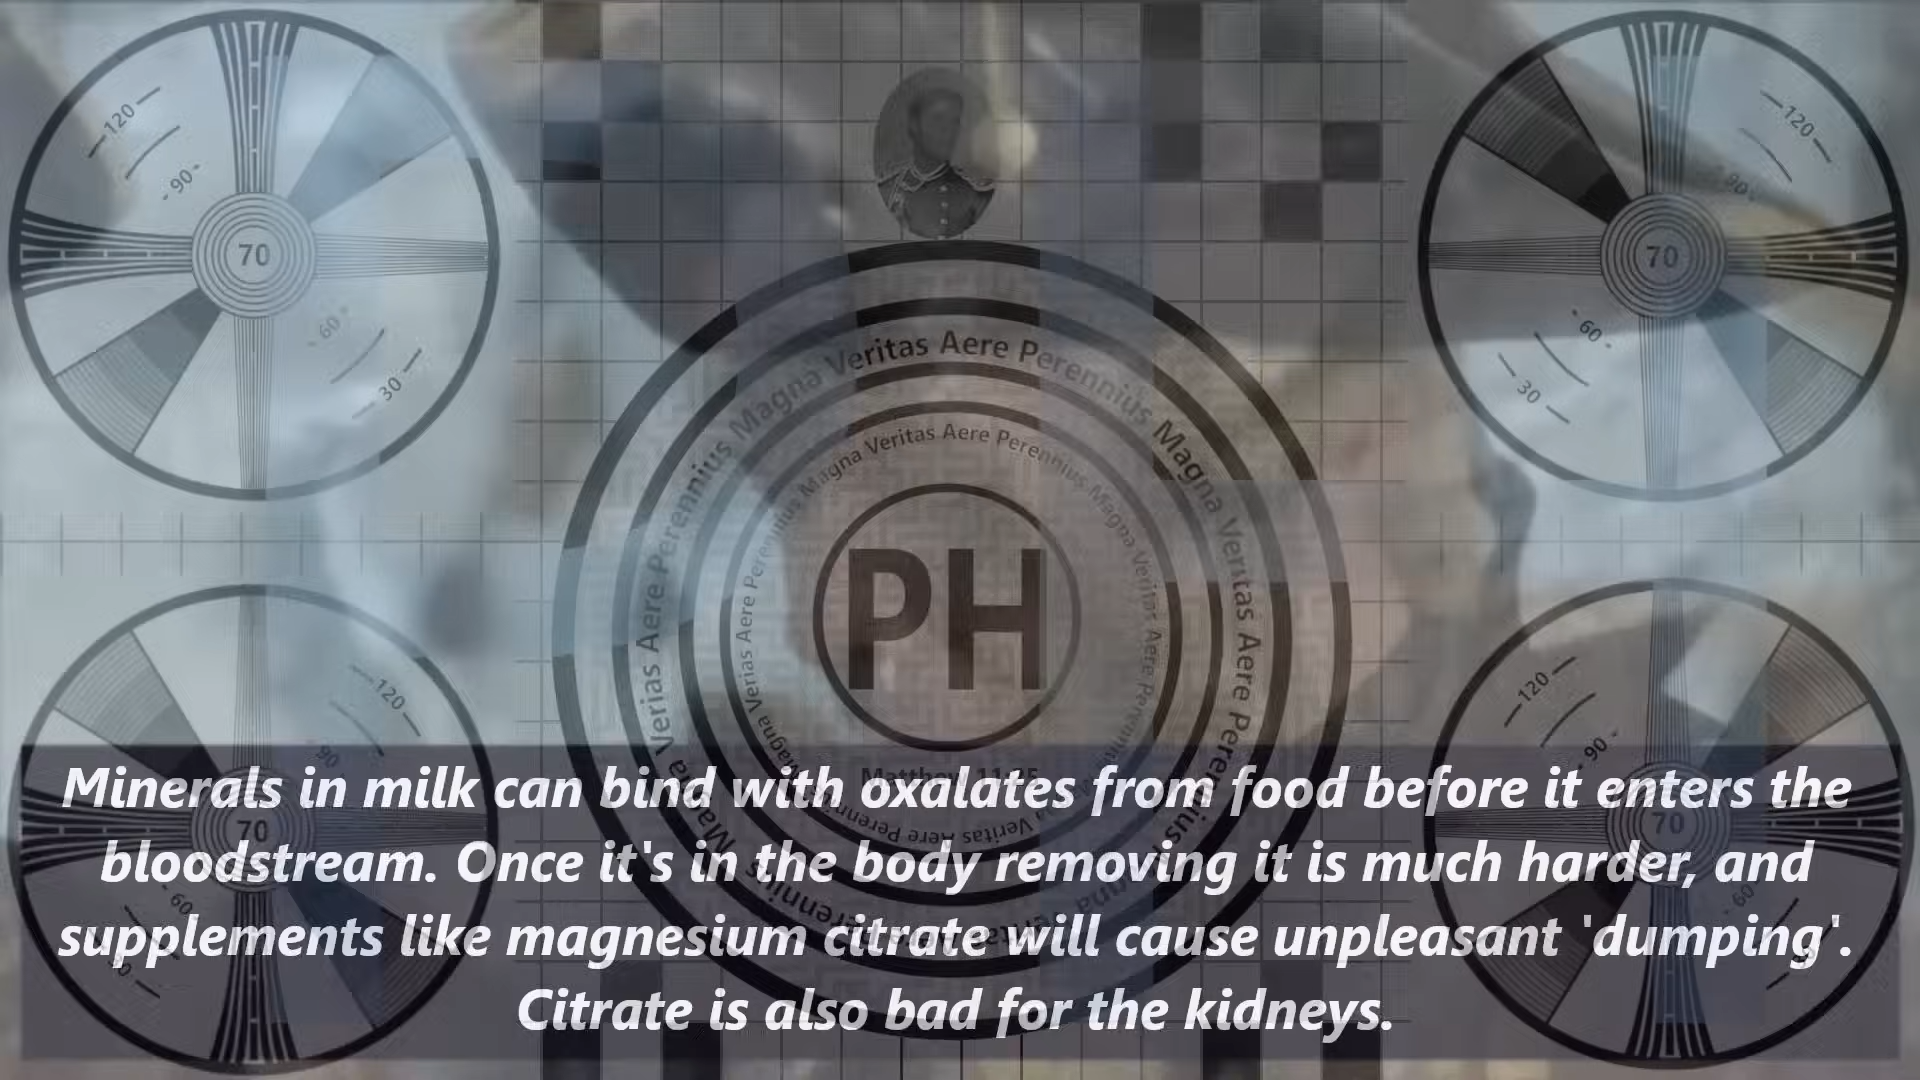 120
90
70
60
30
120
90
70
60
30
Magna Veritas Aere Perennius Magna Veritas Aere Perennius
Magna Veritas Aere Perennius Magna Veritas Aere Perennius
PH
Matthew
120
90
70
60
120
90
70
60
Minerals in milk can bind with oxalates from food before it enters the
bloodstream. Once it's in the body removing it is much harder, and
supplements like magnesium citrate will cause unpleasant 'dumping'.
Citrate is also bad for the kidneys.